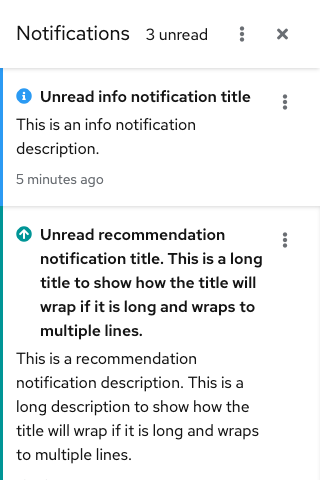 Notifications 3 unread
Unread info notification title
This is an info notification
description.
5 minutes ago
Unread recommendation
notification title. This is a long
title to show how the title will
wrap if it is long and wraps to
multiple lines.
This is a recommendation
notification description. This is a
long description to show how the
title will wrap if it is long and wraps
to multiple lines.